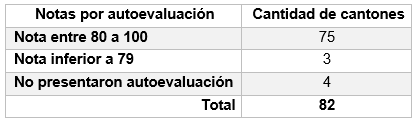 Notas por autoevaluación Cantidad de cantones
Nota entre 80 a 100 75
Nota inferior a 79 3
No presentaron autoevaluación 4
Total 82